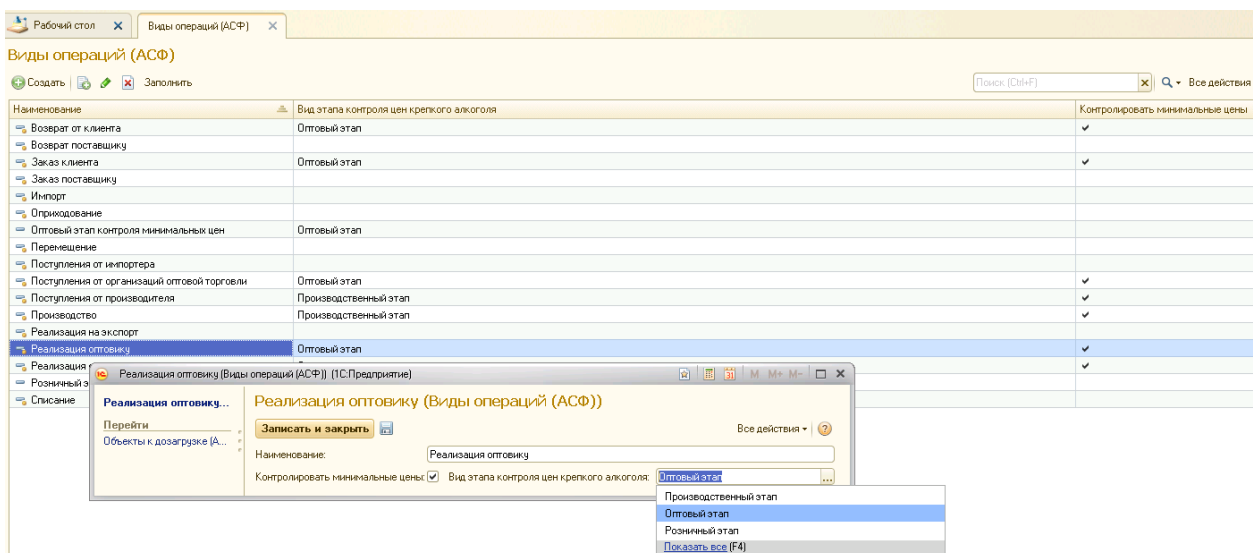 Рабочий стол Виды операций (АСФ)
Виды операций (АСФ)
Создать Заполнить Поиск (Ctrl+F) Все действия
Наименование Вид этапа контроля цен крепкого алкоголя Контролировать минимальные цены
Возврат от клиента Оптовый этап
Возврат поставщику
Заказ клиента Оптовый этап
Заказ поставщику
Импорт
Оприходование
Оптовый этап контроля минимальных цен Оптовый этап
Перемещение
Поступления от импортера
Поступления от организаций оптовой торговли Оптовый этап
Поступления от производителя Производственный этап
Производство Производственный этап
Реализация на экспорт
Реализация оптовику Оптовый этап
Реализация
Розничный э
Списание
Реализация оптовику (Виды операций (АСФ)) (1С:Предприятие) M M+ M-
Реализация оптовику... Реализация оптовику (Виды операций (АСФ))
Перейти Записать и закрыть Все действия
Объекты к дозагрузке (А...
Наименование: Реализация оптовику
Контролировать минимальные цены: Вид этапа контроля цен крепкого алкоголя: Оптовый этап ...
Производственный этап
Оптовый этап
Розничный этап
Показать все (F4)